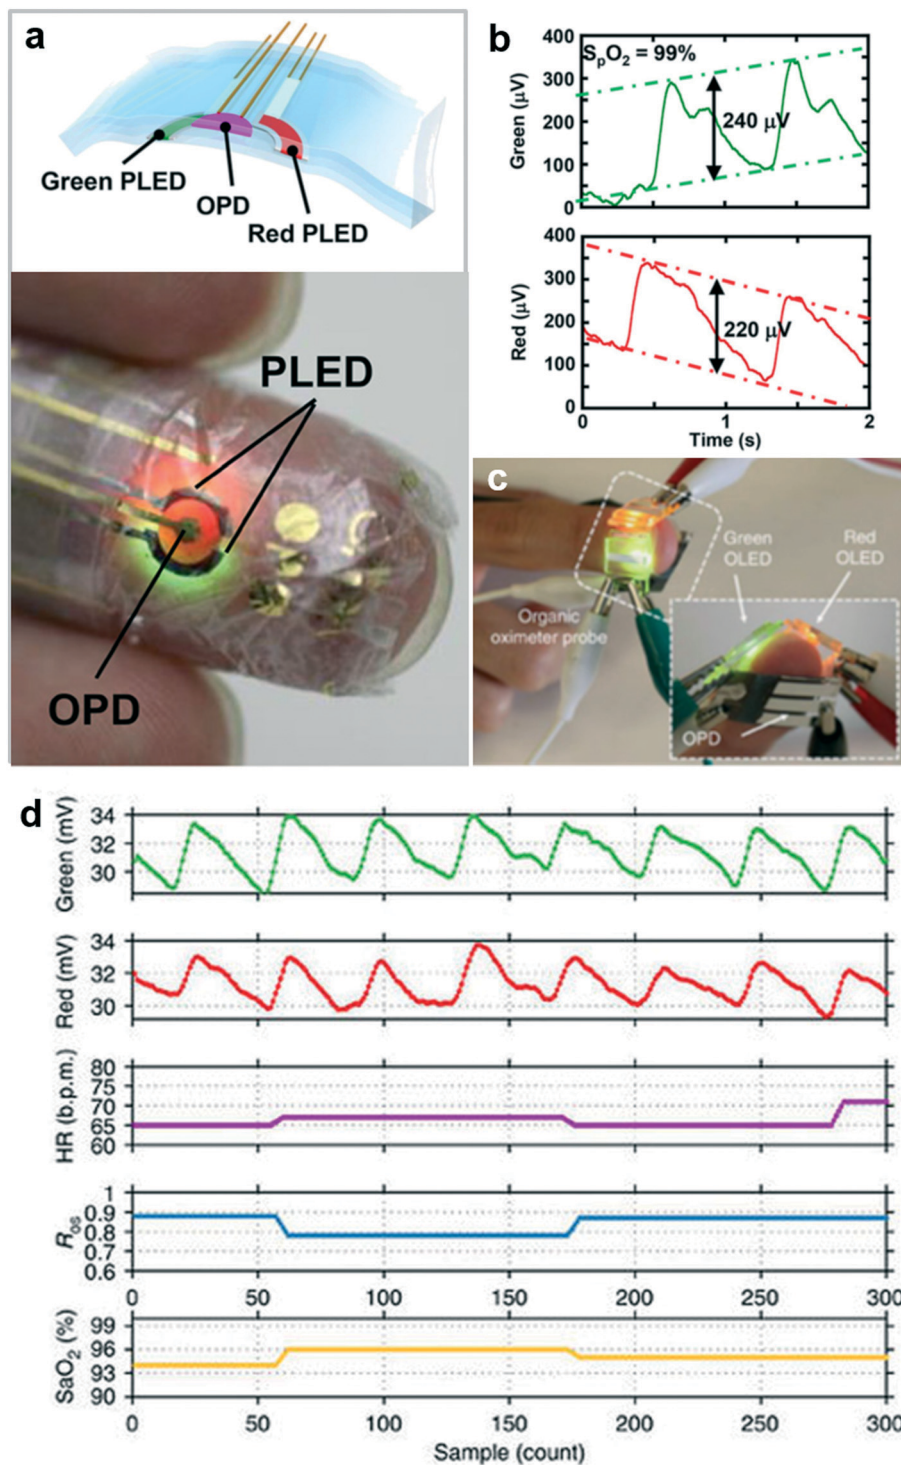 a
Green PLED
OPD
Red PLED
PLED
OPD
b
SpO2 = 99%
400
300
200
100
0
Green (µV)
240 µV
400
300
200
100
0
Red (µV)
220 µV
0
1
2
Time (s)
c
Green
OLED
Red
OLED
Organic
oximeter probe
OPD
d
34
32
30
Green (mV)
34
32
30
Red (mV)
80
75
70
65
60
HR (b.p.m.)
1
0.9
0.8
0.7
0.6
Ros
0
50
100
150
200
250
300
99
96
93
90
SaO2 (%)
0
50
100
150
200
250
300
Sample (count)